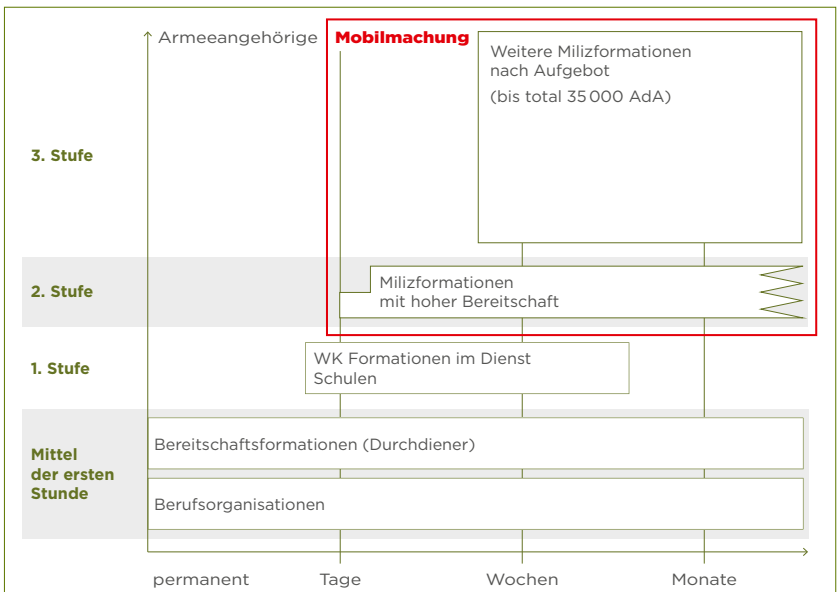 Armeeangehörige
Mobilmachung
3. Stufe
Weitere Milizformationen
nach Aufgebot
(bis total 35 000 AdA)
2. Stufe
Milizformationen
mit hoher Bereitschaft
1. Stufe
WK Formationen im Dienst
Schulen
Mittel
der ersten
Stunde
Bereitschaftsformationen (Durchdiener)
Berufsorganisationen
permanent
Tage
Wochen
Monate